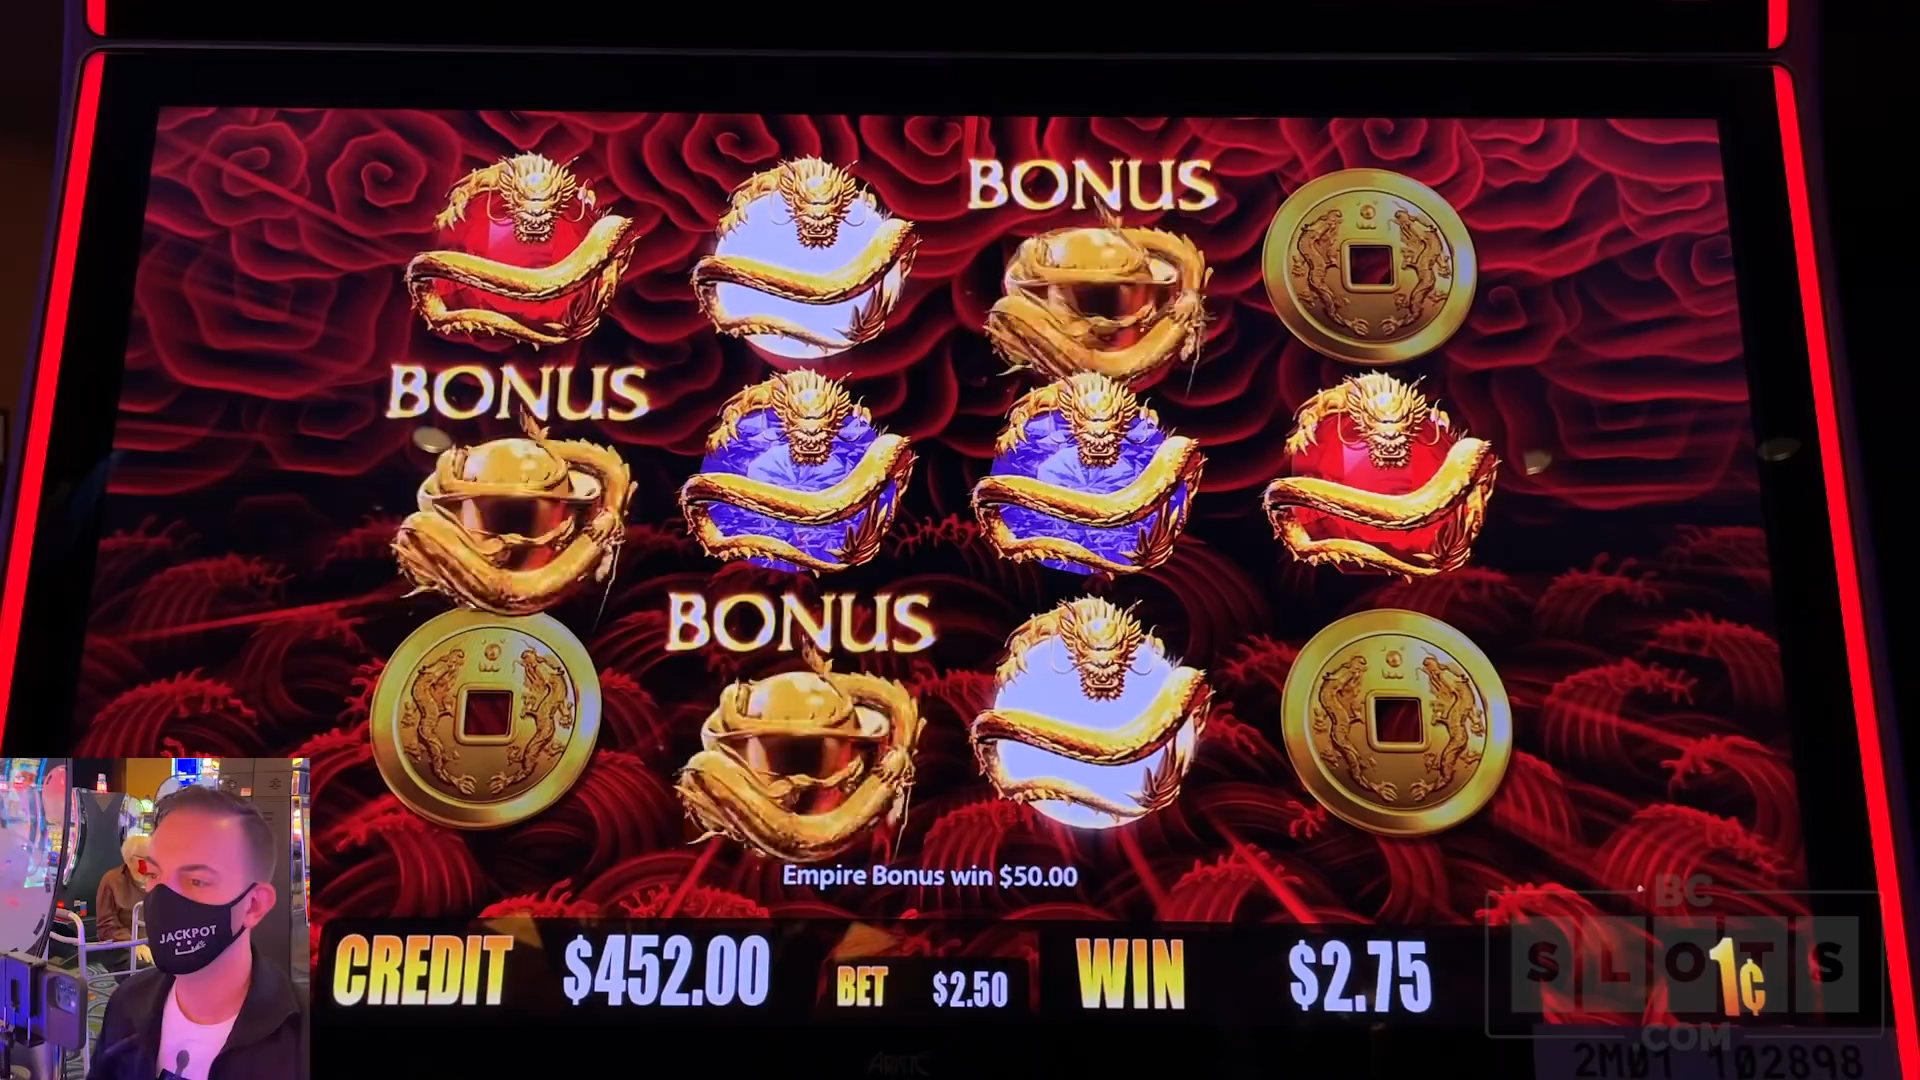 BONUS
BONUS
BONUS
Empire Bonus win $50.00
CREDIT $452.00 BET $2.50 WIN $2.75 1¢
BC
SLOTS
.COM
2M01 102898
JACKPOT